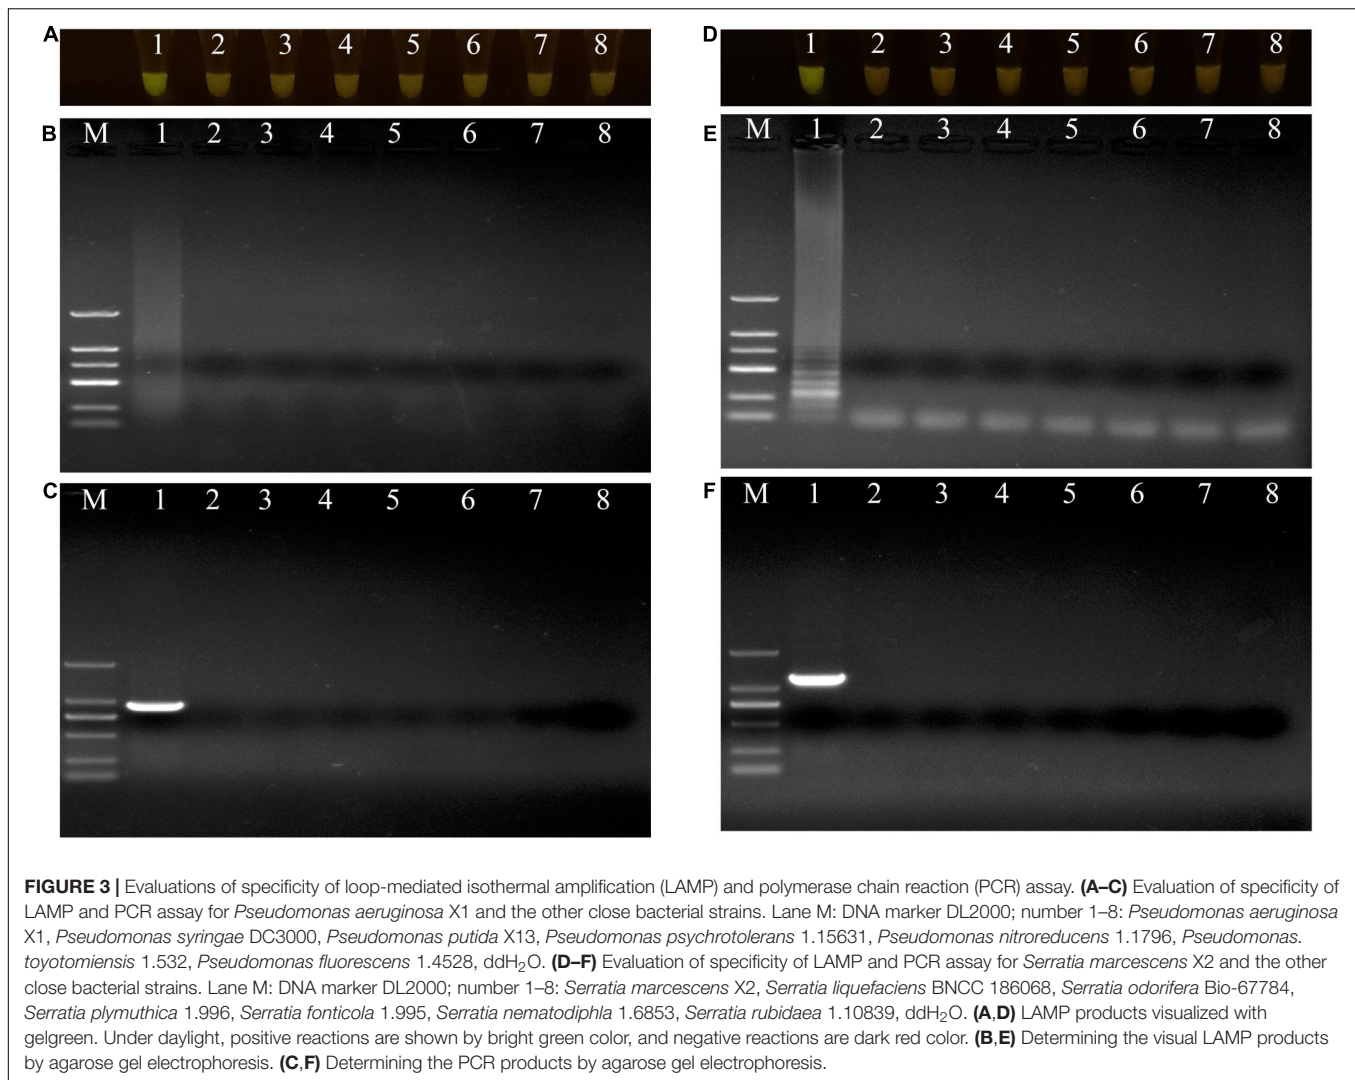 A
1 2 3 4 5 6 7 8
B
M 1 2 3 4 5 6 7 8
C
M 1 2 3 4 5 6 7 8
D
1 2 3 4 5 6 7 8
E
M 1 2 3 4 5 6 7 8
F
M 1 2 3 4 5 6 7 8
FIGURE 3 | Evaluations of specificity of loop-mediated isothermal amplification (LAMP) and polymerase chain reaction (PCR) assay. (A–C) Evaluation of specificity of
LAMP and PCR assay for Pseudomonas aeruginosa X1 and the other close bacterial strains. Lane M: DNA marker DL2000; number 1–8: Pseudomonas aeruginosa
X1, Pseudomonas syringae DC3000, Pseudomonas putida X13, Pseudomonas psychrotolerans 1.15631, Pseudomonas nitroreducens 1.1796, Pseudomonas.
toyotomiensis 1.532, Pseudomonas fluorescens 1.4528, ddH2O. (D–F) Evaluation of specificity of LAMP and PCR assay for Serratia marcescens X2 and the other
close bacterial strains. Lane M: DNA marker DL2000; number 1–8: Serratia marcescens X2, Serratia liquefaciens BNCC 186068, Serratia odorifera Bio-67784,
Serratia plymuthica 1.996, Serratia fonticola 1.995, Serratia nematodiphla 1.6853, Serratia rubidaea 1.10839, ddH2O. (A,D) LAMP products visualized with
gelgreen. Under daylight, positive reactions are shown by bright green color, and negative reactions are dark red color. (B,E) Determining the visual LAMP products
by agarose gel electrophoresis. (C,F) Determining the PCR products by agarose gel electrophoresis.